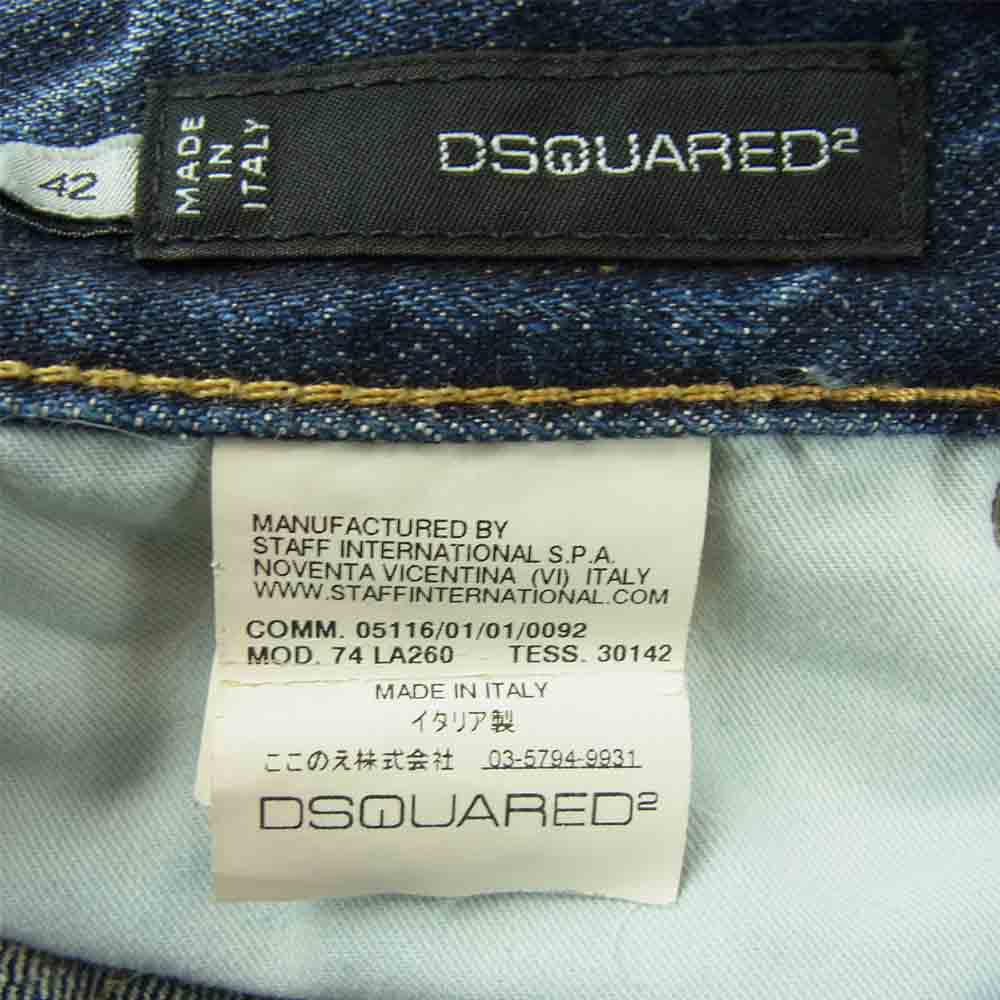 42
MADE
IN
ITALY
DSQUARED²
MANUFACTURED BY
STAFF INTERNATIONAL S.P.A.
NOVENTA VICENTINA (VI) ITALY
WWW.STAFFINTERNATIONAL.COM
COMM. 05116/01/01/0092
MOD. 74 LA260 TESS. 30142
MADE IN ITALY
イタリア製
ここのえ株式会社 03-5794-9931
DSQUARED²